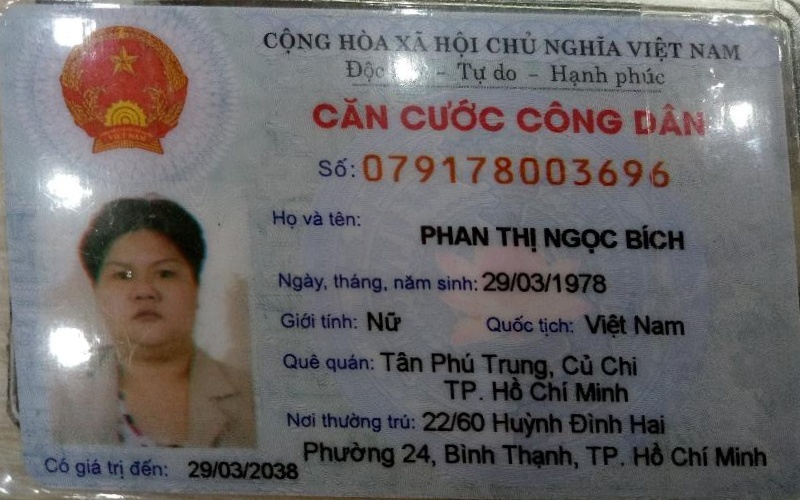 CỘNG HÒA XÃ HỘI CHỦ NGHĨA VIỆT NAM
Độc - Tự do - Hạnh phúc
CĂN CƯỚC CÔNG DÂN
Số: 079178003696
Họ và tên:
PHAN THỊ NGỌC BÍCH
Ngày, tháng, năm sinh: 29/03/1978
Giới tính: Nữ Quốc tịch: Việt Nam
Quê quán: Tân Phú Trung, Củ Chi
TP. Hồ Chí Minh
Nơi thường trú: 22/60 Huỳnh Đình Hai
Phường 24, Bình Thạnh, TP. Hồ Chí Minh
Có giá trị đến: 29/03/2038